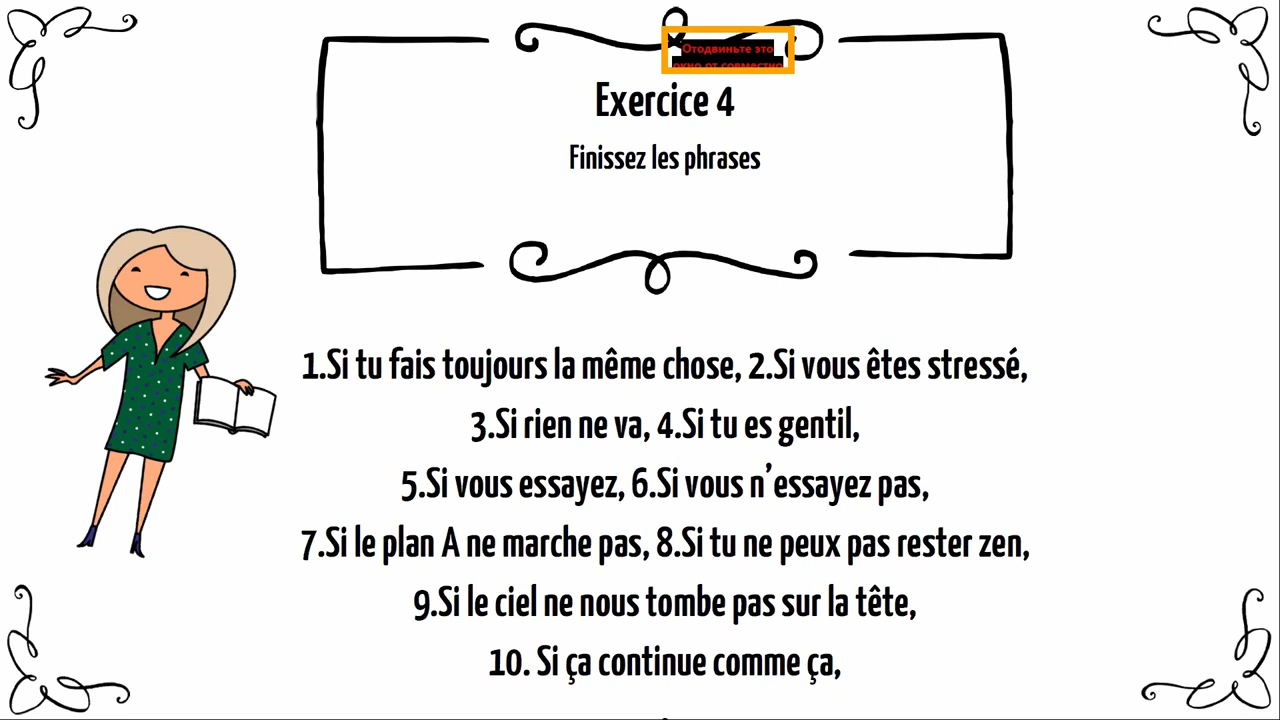 Отодвиньте это
окно от совместно
Exercice 4
Finissez les phrases
1.Si tu fais toujours la même chose, 2.Si vous êtes stressé,
3.Si rien ne va, 4.Si tu es gentil,
5.Si vous essayez, 6.Si vous n’essayez pas,
7.Si le plan A ne marche pas, 8.Si tu ne peux pas rester zen,
9.Si le ciel ne nous tombe pas sur la tête,
10. Si ça continue comme ça,